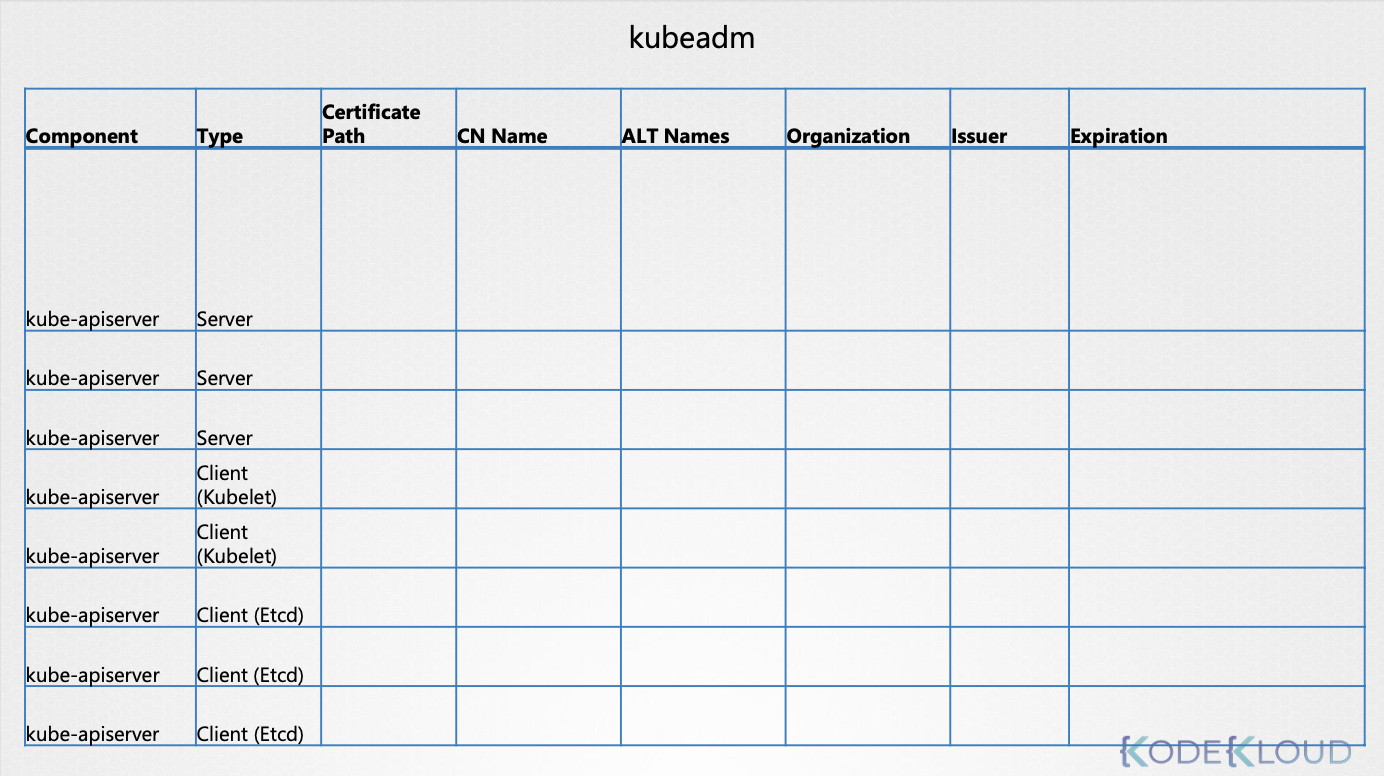 kubeadm
Component Type Certificate Path CN Name ALT Names Organization Issuer Expiration
kube-apiserver Server
kube-apiserver Server
kube-apiserver Server
kube-apiserver Client (Kubelet)
kube-apiserver Client (Kubelet)
kube-apiserver Client (Etcd)
kube-apiserver Client (Etcd)
kube-apiserver Client (Etcd)
KODEKLOUD